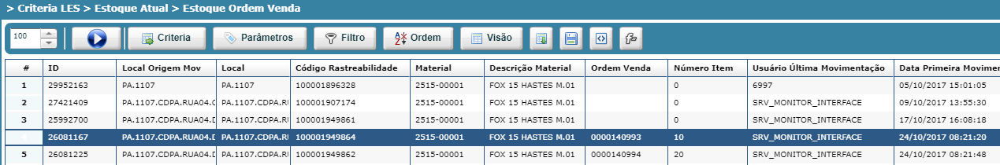 > Criteria LES > Estoque Atual > Estoque Ordem Venda
100 Criteria Parâmetros Filtro Ordem Visão
# ID Local Origem Mov Local Código Rastreabilidade Material Descrição Material Ordem Venda Número Item Usuário Última Movimentação Data Primeira Movime
1 29952163 PA.1107 PA.1107 100001896328 2515-00001 FOX 15 HASTES M.01 0 6997 05/10/2017 15:01:05
2 27421409 PA.1107.CDPA.RUA04.C PA.1107.CDPA.RU 100001907174 2515-00001 FOX 15 HASTES M.01 0 SRV_MONITOR_INTERFACE 09/10/2017 13:55:30
3 25992700 PA.1107.CDPA.RUA04.D PA.1107.CDPA.RU 100001949861 2515-00001 FOX 15 HASTES M.01 0 SRV_MONITOR_INTERFACE 17/10/2017 16:08:18
4 26081167 PA.1107.CDPA.RUA04.D PA.1107.CDPA.RU 100001949864 2515-00001 FOX 15 HASTES M.01 0000140993 10 SRV_MONITOR_INTERFACE 24/10/2017 08:21:20
5 26081225 PA.1107.CDPA.RUA04.D PA.1107.CDPA.RU 100001949862 2515-00001 FOX 15 HASTES M.01 0000140994 20 SRV_MONITOR_INTERFACE 24/10/2017 08:21:48